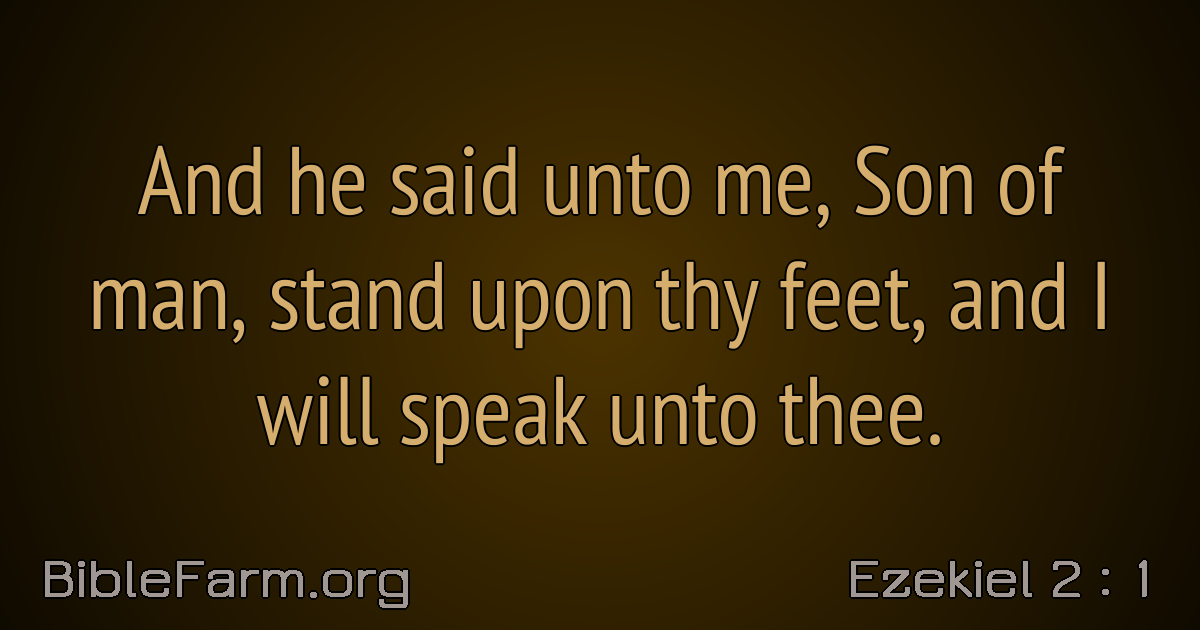 And he said unto me, Son of
man, stand upon thy feet, and I
will speak unto thee.
BibleFarm.org
Ezekiel 2 : 1